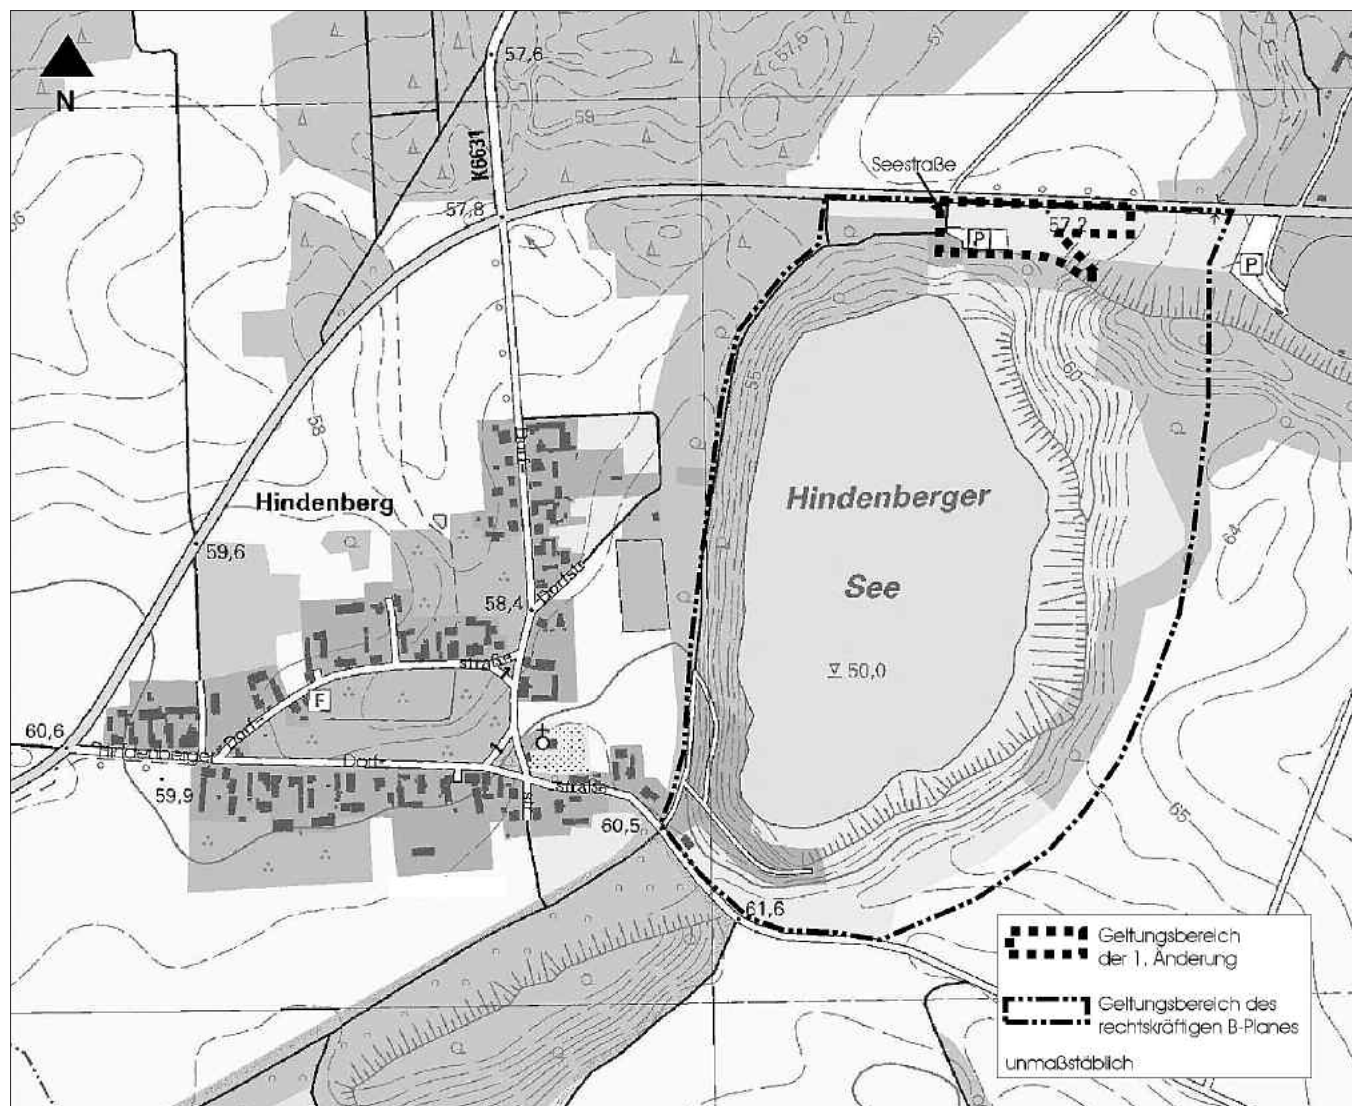 N
57,6
K6631
57,5
57
59
Seestraße
57,8
57,2
P
P
58
55
60
Hindenberg
Hindenberger
See
50,0
64
65
59,6
58,4
Dorfstr.
straße
F
Dorf-
60,6
Hindenberger
Dorf-
straße
59,9
60,5
61,6
Geltungsbereich
der 1. Änderung
Geltungsbereich des
rechtskräftigen B-Planes
unmaßstäblich